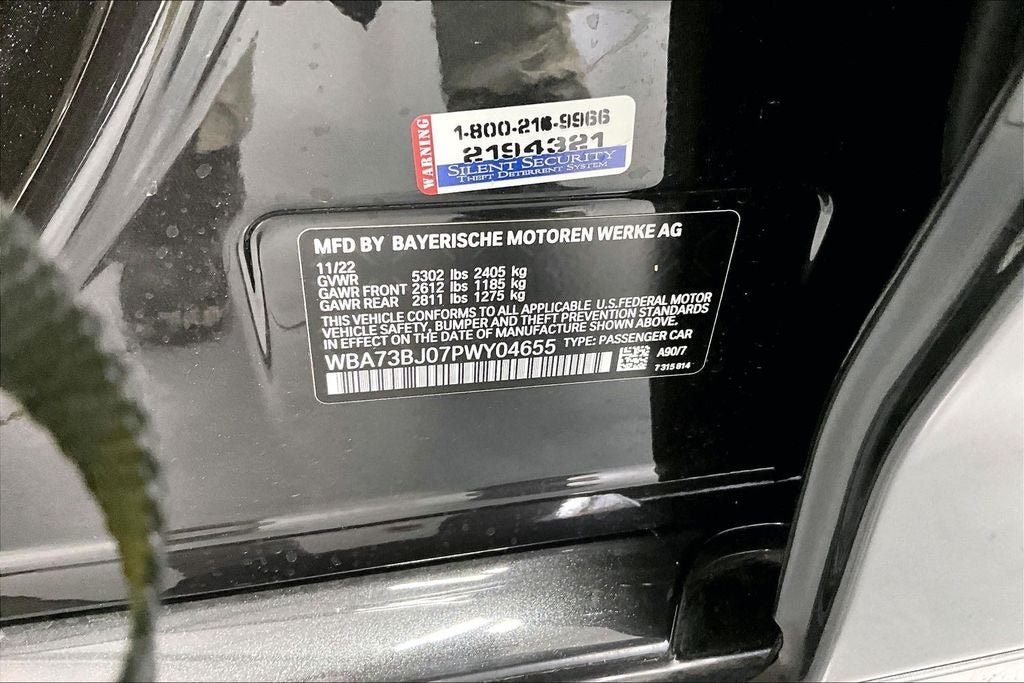 WARNING
1-800-216-9966
2194321
SILENT SECURITY
THEFT DETERRENT SYSTEM
MFD BY BAYERISCHE MOTOREN WERKE AG
11/22
GVWR 5302 lbs 2405 kg
GAWR FRONT 2612 lbs 1185 kg
GAWR REAR 2811 lbs 1275 kg
THIS VEHICLE CONFORMS TO ALL APPLICABLE U.S.FEDERAL MOTOR
VEHICLE SAFETY, BUMPER AND THEFT PREVENTION STANDARDS
IN EFFECT ON THE DATE OF MANUFACTURE SHOWN ABOVE.
WBA73BJ07PWY04655 TYPE: PASSENGER CAR
A90/7
7 315 814